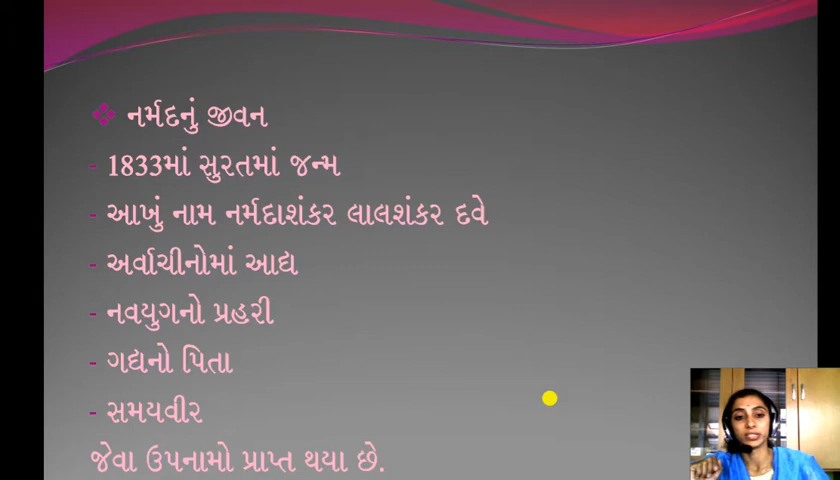 નર્મદનું જીવન
- 1833માં સુરતમાં જન્મ
- આખું નામ નર્મદાશંકર લાલશંકર દવે
- અર્વાચીનોમાં આદ્ય
- નવયુગનો પ્રહરી
- ગદ્યનો પિતા
- સમયવીર
જેવા ઉપનામો પ્રાપ્ત થયા છે.